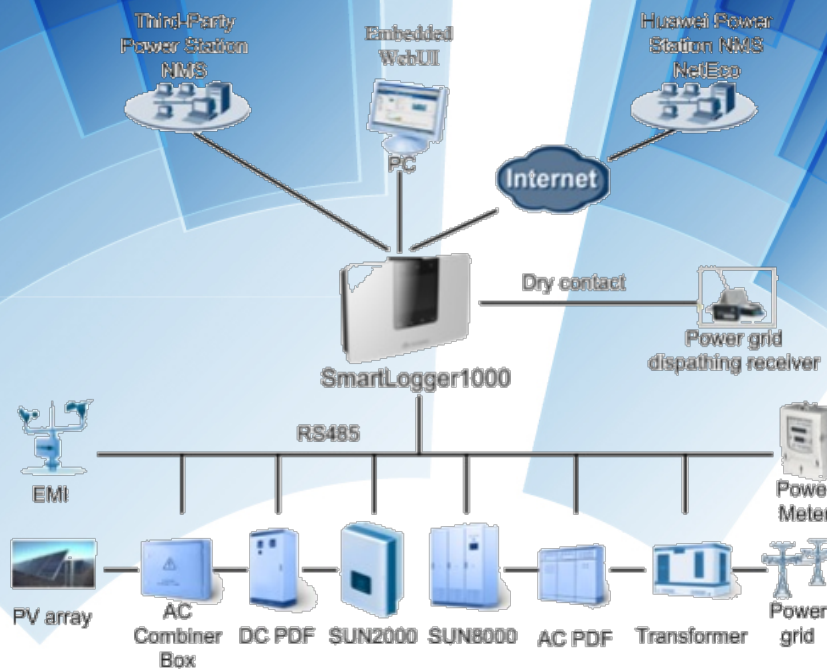 Third-Party
Power Station
NMS
Embedded
WebUI
Huawei Power
Station NMS
NetEco
PC
Internet
Dry contact
Power grid
dispathing receiver
SmartLogger1000
RS485
EMI
Power
Meter
PV array
AC
Combiner
Box
DC PDF
SUN2000
SUN8000
AC PDF
Transformer
Power
grid